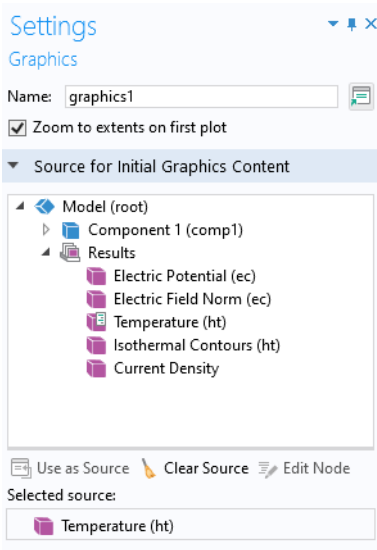 Settings
Graphics
Name: graphics1
Zoom to extents on first plot
Source for Initial Graphics Content
Model (root)
Component 1 (comp1)
Results
Electric Potential (ec)
Electric Field Norm (ec)
Temperature (ht)
Isothermal Contours (ht)
Current Density
Use as Source Clear Source Edit Node
Selected source:
Temperature (ht)